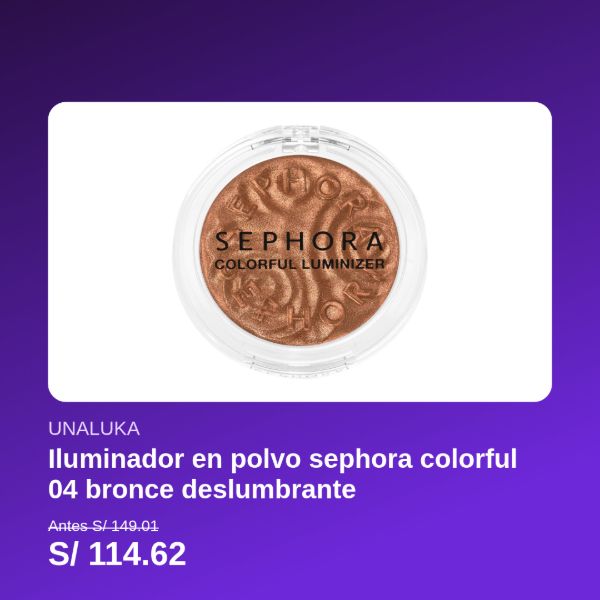 SEPHORA
COLORFUL LUMINIZER
UNALUKA
Iluminador en polvo sephora colorful
04 bronce deslumbrante
Antes S/ 149.01
S/ 114.62